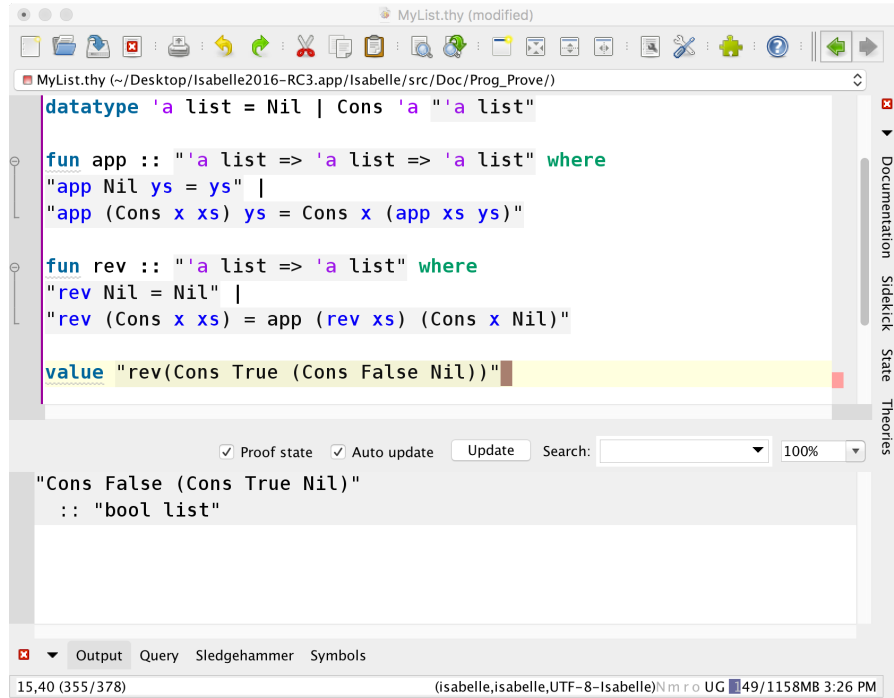 MyList.thy (modified)
MyList.thy (~/Desktop/Isabelle2016-RC3.app/Isabelle/src/Doc/Prog_Prove/)
datatype 'a list = Nil | Cons 'a "'a list"
fun app :: "'a list => 'a list => 'a list" where
"app Nil ys = ys" |
"app (Cons x xs) ys = Cons x (app xs ys)"
fun rev :: "'a list => 'a list" where
"rev Nil = Nil" |
"rev (Cons x xs) = app (rev xs) (Cons x Nil)"
value "rev(Cons True (Cons False Nil))"
Documentation
Sidekick
State
Theories
Proof state Auto update Update Search: 100%
"Cons False (Cons True Nil)"
:: "bool list"
Output Query Sledgehammer Symbols
15,40 (355/378) (isabelle,isabelle,UTF-8-Isabelle)N m r o UG 149/1158MB 3:26 PM